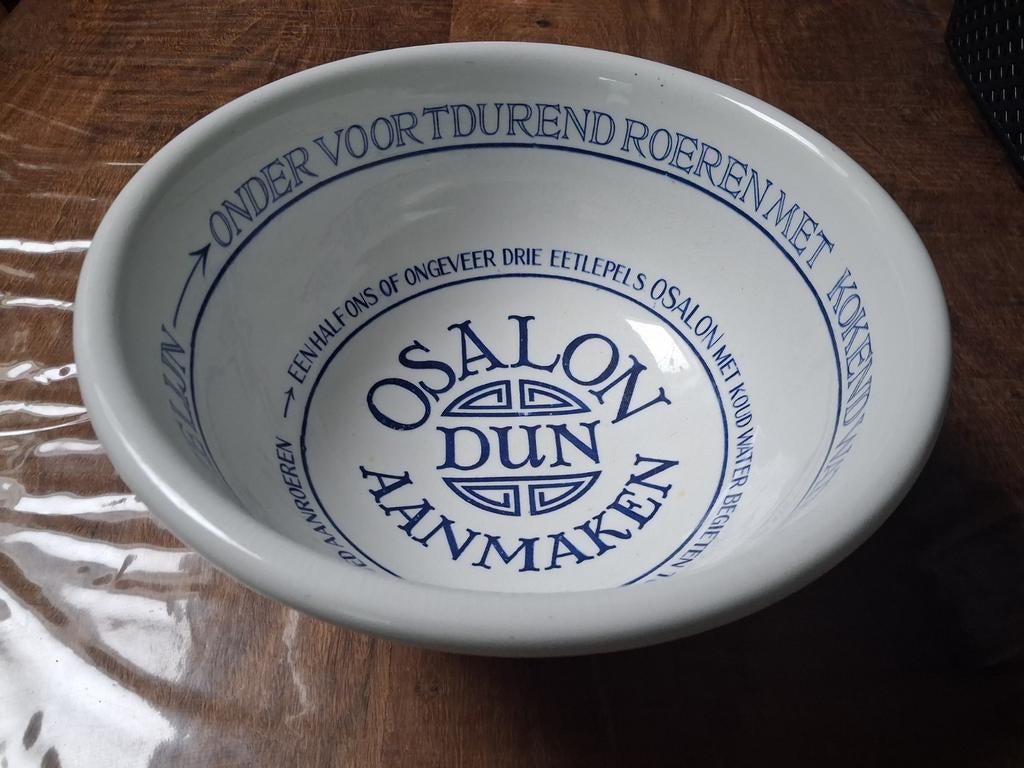 ONDER VOORTDUREND ROEREN MET KOKEND
EEN HALF ONS OF ONGEVEER DRIE EETLEPELS OSALON MET KOUD WATER BEGIETEN
AANROEREN
OSALON
DUN
AANMAKEN